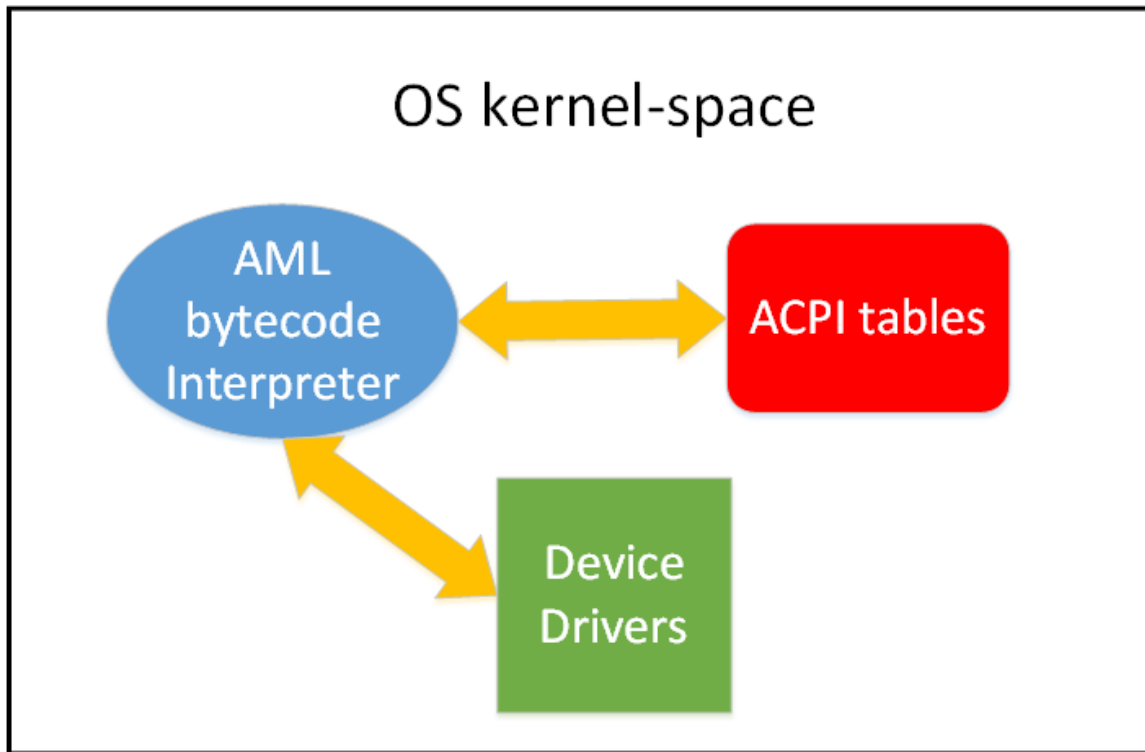 OS kernel-space
AML
bytecode
Interpreter
ACPI tables
Device
Drivers